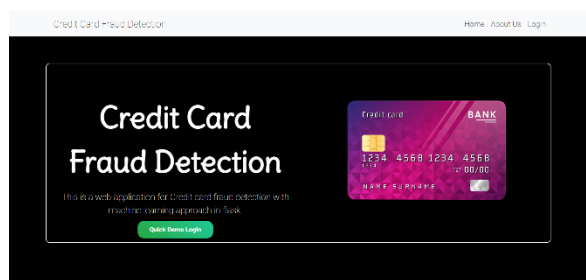 Credit Card Fraud Detection
Home About Us Login
Credit Card
Fraud Detection
This is a web application for Credit card fraud detection with
machine learning approach in flask
Quick Demo Login
Credit card
BANK
1234 4568 1234 4568
00/00
NAME SURNAME